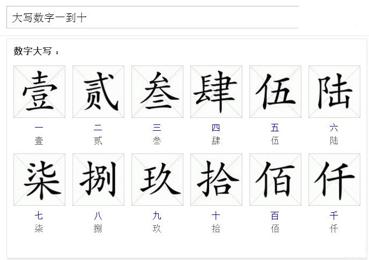 大写数字一到十
数字大写：
壹 贰 叁 肆 伍 陆
一 二 三 四 五 六
壹 贰 叁 肆 伍 陆
柒 捌 玖 拾 佰 仟
七 八 九 十 百 千
柒 捌 玖 拾 佰 仟